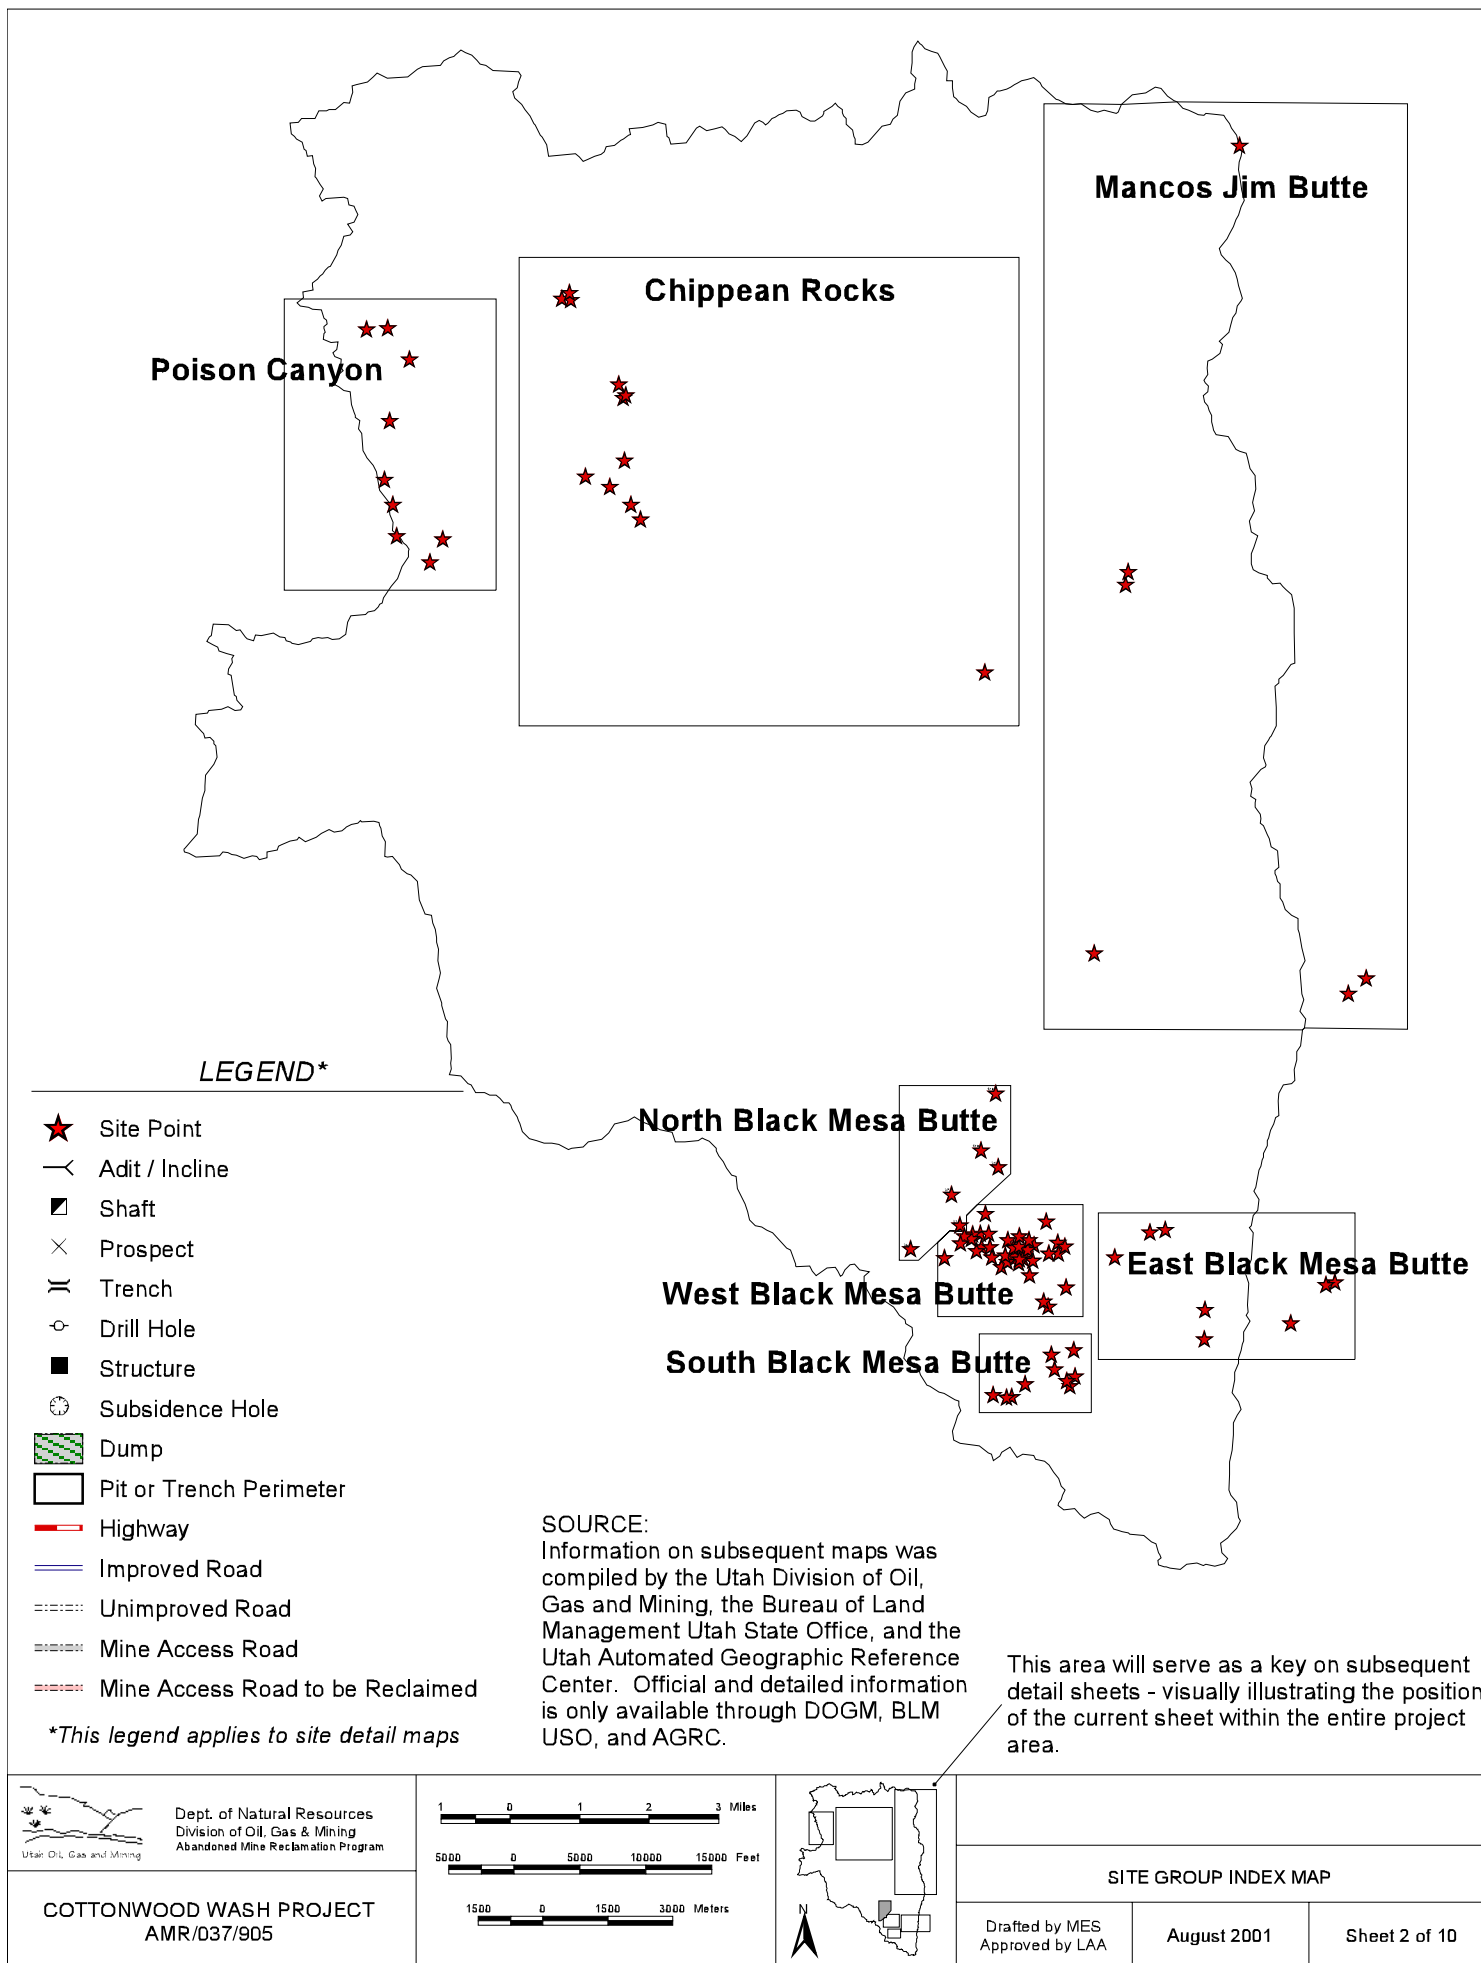 Mancos Jim Butte
Chippean Rocks
Poison Canyon
North Black Mesa Butte
East Black Mesa Butte
West Black Mesa Butte
South Black Mesa Butte
LEGEND*
Site Point
Adit / Incline
Shaft
Prospect
Trench
Drill Hole
Structure
Subsidence Hole
Dump
Pit or Trench Perimeter
Highway
Improved Road
Unimproved Road
Mine Access Road
Mine Access Road to be Reclaimed
*This legend applies to site detail maps
SOURCE:
Information on subsequent maps was
compiled by the Utah Division of Oil,
Gas and Mining, the Bureau of Land
Management Utah State Office, and the
Utah Automated Geographic Reference
Center.  Official and detailed information
is only available through DOGM, BLM
USO, and AGRC.
This area will serve as a key on subsequent
detail sheets - visually illustrating the position
of the current sheet within the entire project
area.
Utah Oil, Gas and Mining
Dept. of Natural Resources
Division of Oil, Gas & Mining
Abandoned Mine Reclamation Program
COTTONWOOD WASH PROJECT
AMR/037/905
1 0 1 2 3 Miles
5000 0 5000 10000 15000 Feet
1500 0 1500 3000 Meters
N
SITE GROUP INDEX MAP
Drafted by MES
Approved by LAA
August 2001
Sheet 2 of 10